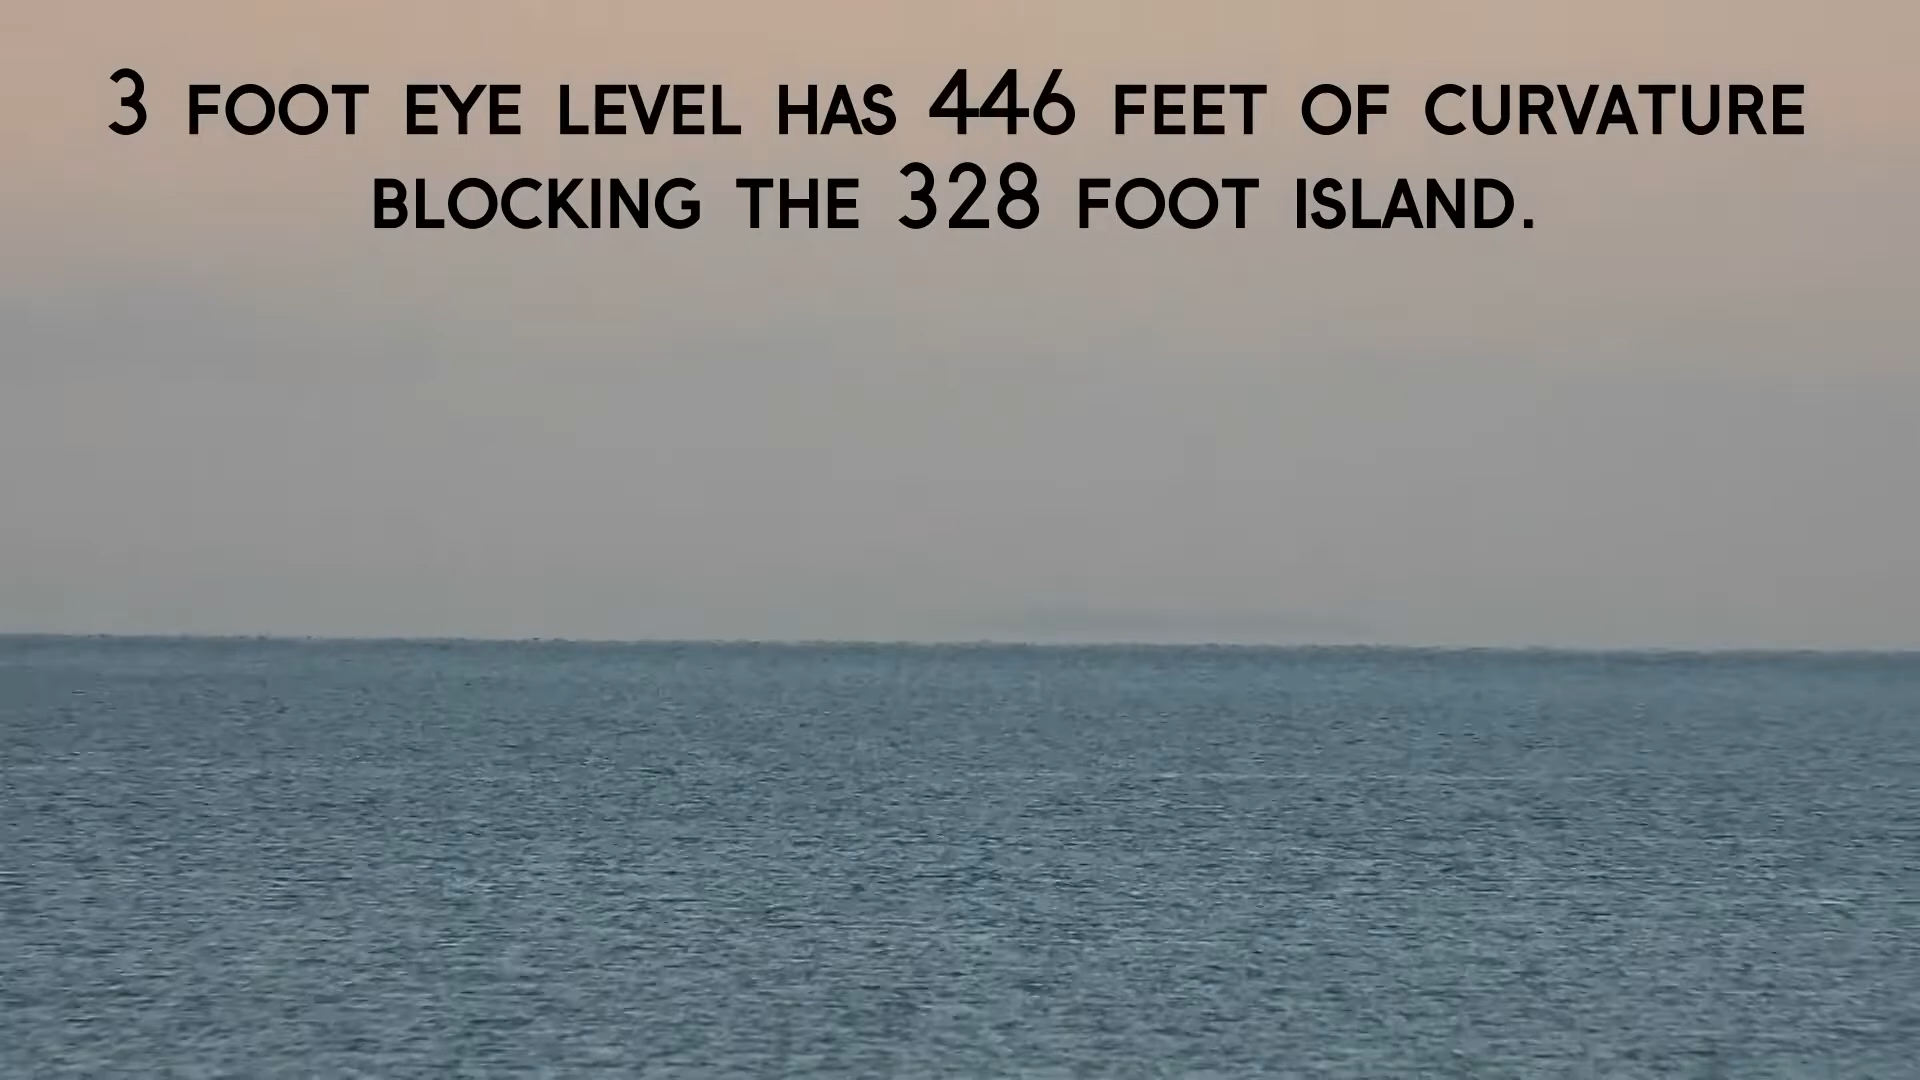 3 FOOT EYE LEVEL HAS 446 FEET OF CURVATURE
BLOCKING THE 328 FOOT ISLAND.